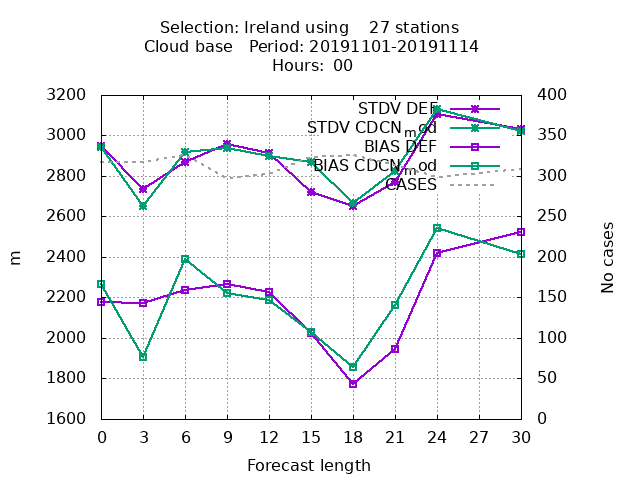 Selection: Ireland using    27 stations
Cloud base   Period: 20191101-20191114
Hours:  00
3200
3000
2800
2600
2400
2200
2000
1800
1600
400
350
300
250
200
150
100
50
0
STDV DEF
STDV CDCNmod
BIAS DEF
BIAS CDCNmod
CASES
m
No cases
0 3 6 9 12 15 18 21 24 27 30
Forecast length